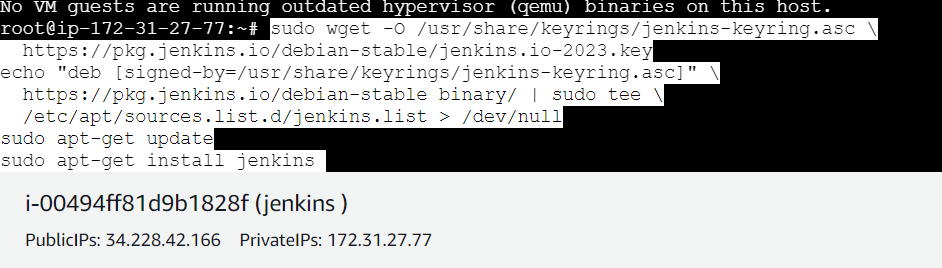 No VM guests are running outdated hypervisor (qemu) binaries on this host.
root@ip-172-31-27-77:~# sudo wget -O /usr/share/keyrings/jenkins-keyring.asc \
  https://pkg.jenkins.io/debian-stable/jenkins.io-2023.key
echo "deb [signed-by=/usr/share/keyrings/jenkins-keyring.asc]" \
  https://pkg.jenkins.io/debian-stable binary/ | sudo tee \
  /etc/apt/sources.list.d/jenkins.list > /dev/null
sudo apt-get update
sudo apt-get install jenkins
i-00494ff81d9b1828f (jenkins )
PublicIPs: 34.228.42.166 PrivateIPs: 172.31.27.77